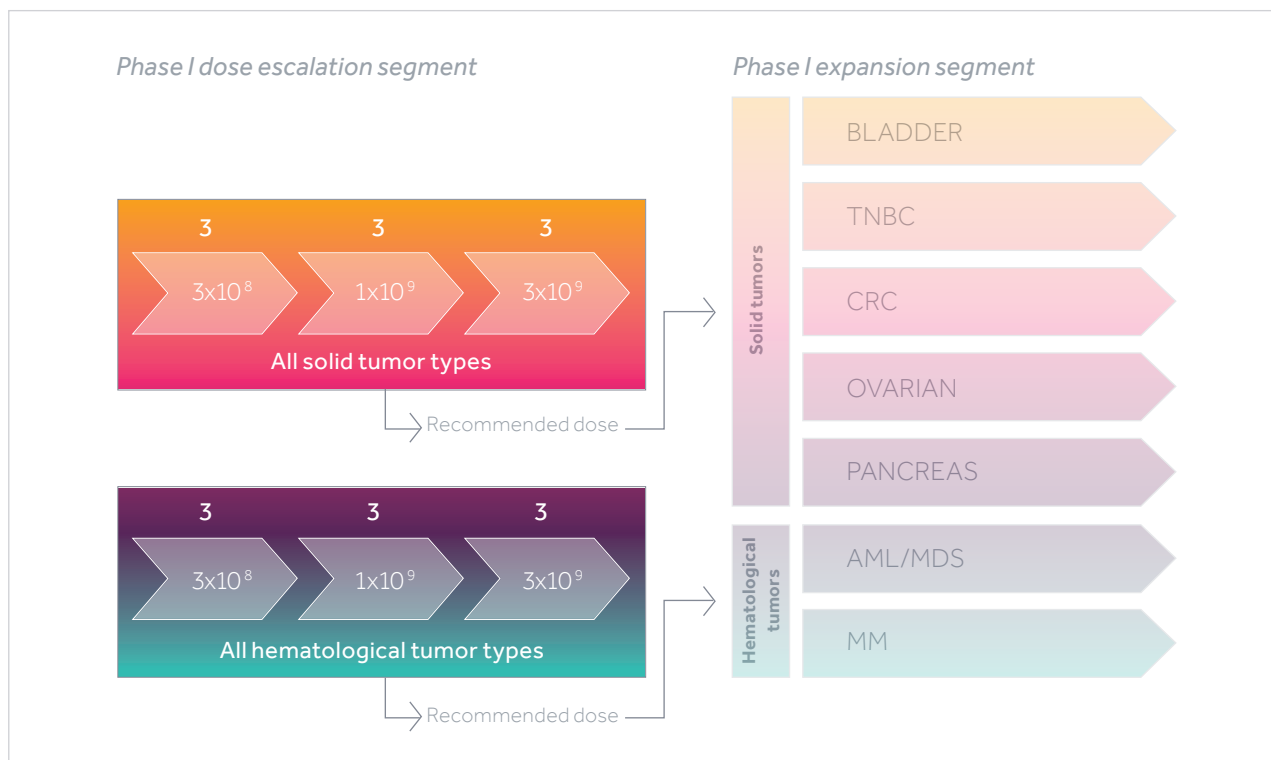 Phase I dose escalation segment
3 3 3
3x10⁸ 1x10⁹ 3x10⁹
All solid tumor types
Recommended dose
3 3 3
3x10⁸ 1x10⁹ 3x10⁹
All hematological tumor types
Recommended dose
Phase I expansion segment
Solid tumors
BLADDER
TNBC
CRC
OVARIAN
PANCREAS
Hematological
tumors
AML/MDS
MM